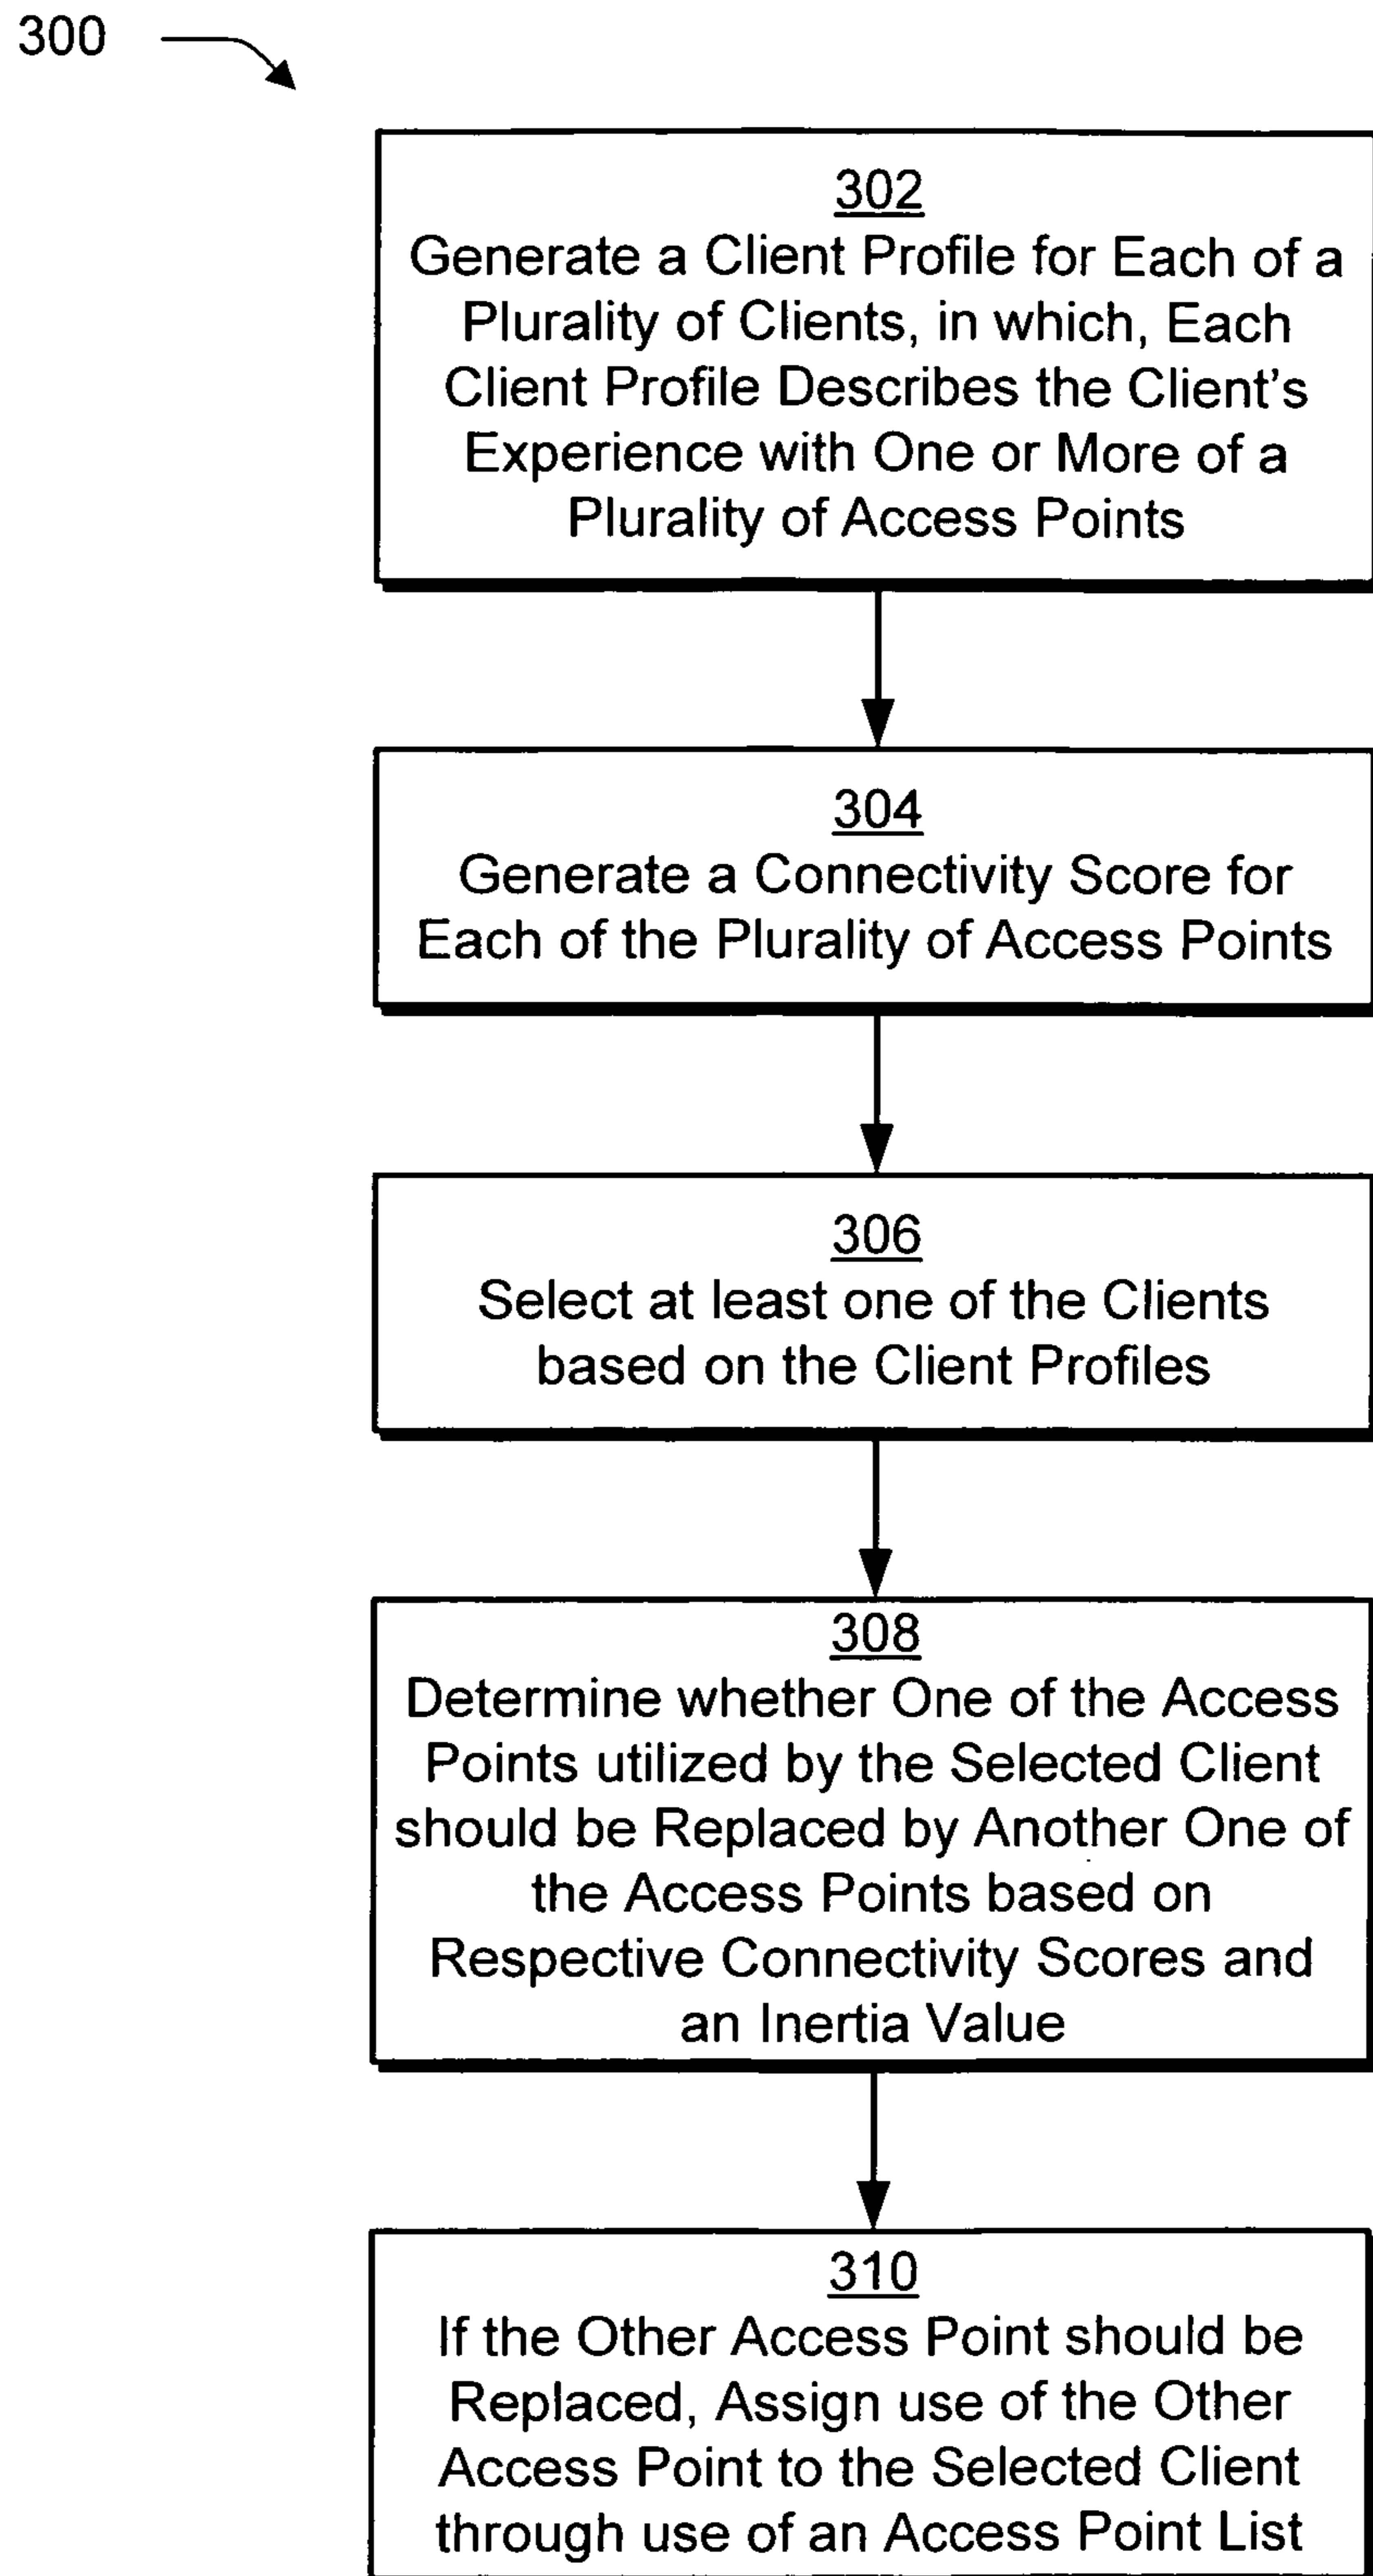 300
302
Generate a Client Profile for Each of a
Plurality of Clients, in which, Each
Client Profile Describes the Client's
Experience with One or More of a
Plurality of Access Points
304
Generate a Connectivity Score for
Each of the Plurality of Access Points
306
Select at least one of the Clients
based on the Client Profiles
308
Determine whether One of the Access
Points utilized by the Selected Client
should be Replaced by Another One of
the Access Points based on
Respective Connectivity Scores and
an Inertia Value
310
If the Other Access Point should be
Replaced, Assign use of the Other
Access Point to the Selected Client
through use of an Access Point List